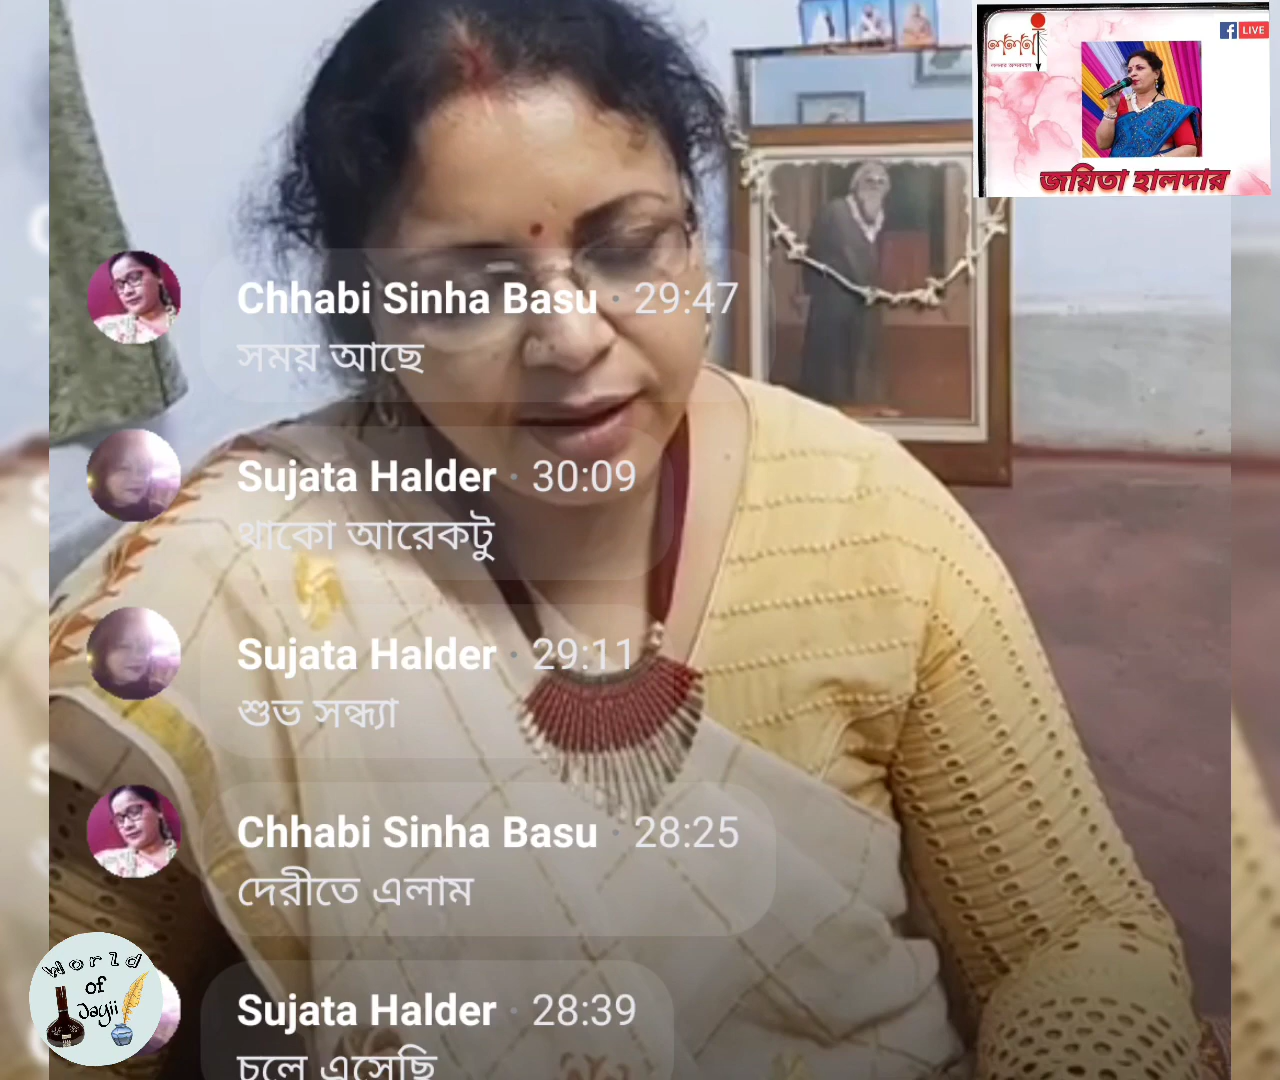 LIVE
জয়িতা হালদার
Chhabi Sinha Basu · 29:47
সময় আছে
Sujata Halder · 30:09
থাকো আরেকটু
Sujata Halder · 29:11
শুভ সন্ধ্যা
Chhabi Sinha Basu · 28:25
দেরীতে এলাম
Sujata Halder · 28:39
চলে এসেছি
World
of
Jayii